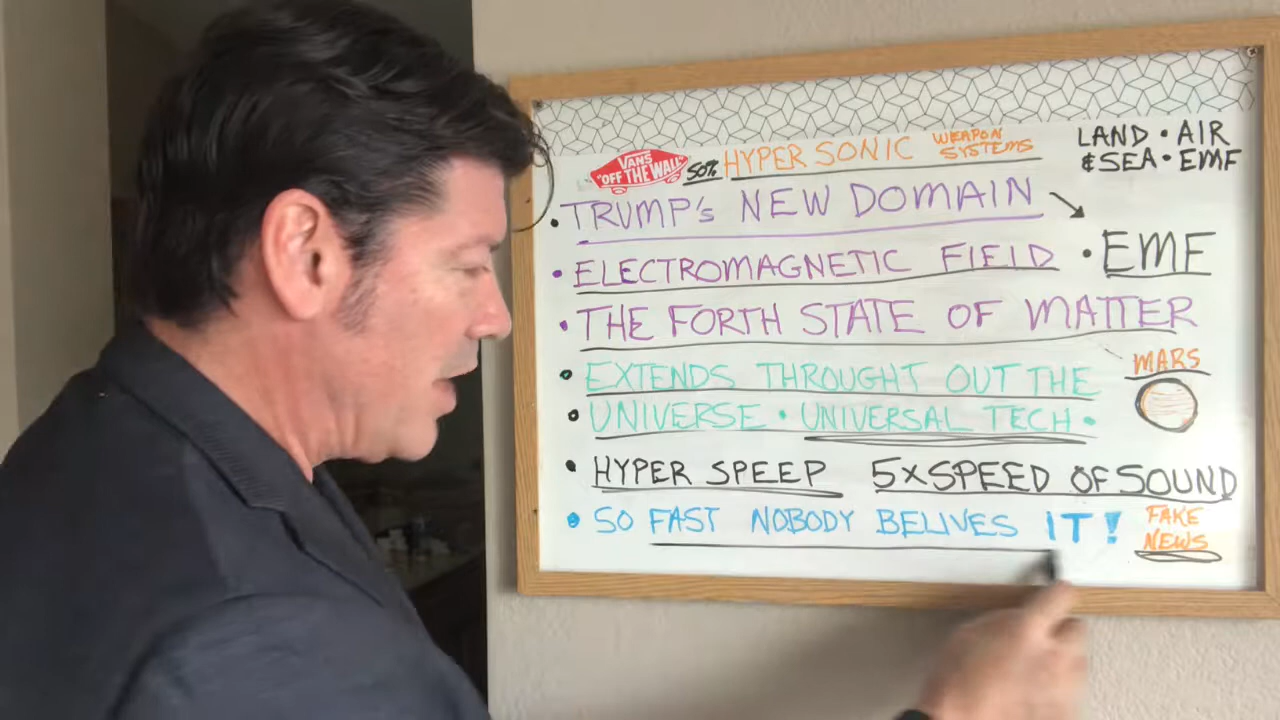 VANS
"OFF THE WALL"
50% HYPER SONIC WEAPON SYSTEMS
LAND • AIR
& SEA • EMF
• TRUMP's NEW DOMAIN
• ELECTROMAGNETIC FIELD • EMF
• THE FORTH STATE OF MATTER
• EXTENDS THROUGHT OUT THE
MARS
• UNIVERSE • UNIVERSAL TECH •
• HYPER SPEEP 5x SPEED OF SOUND
• SO FAST NOBODY BELIVES IT!
FAKE
NEWS